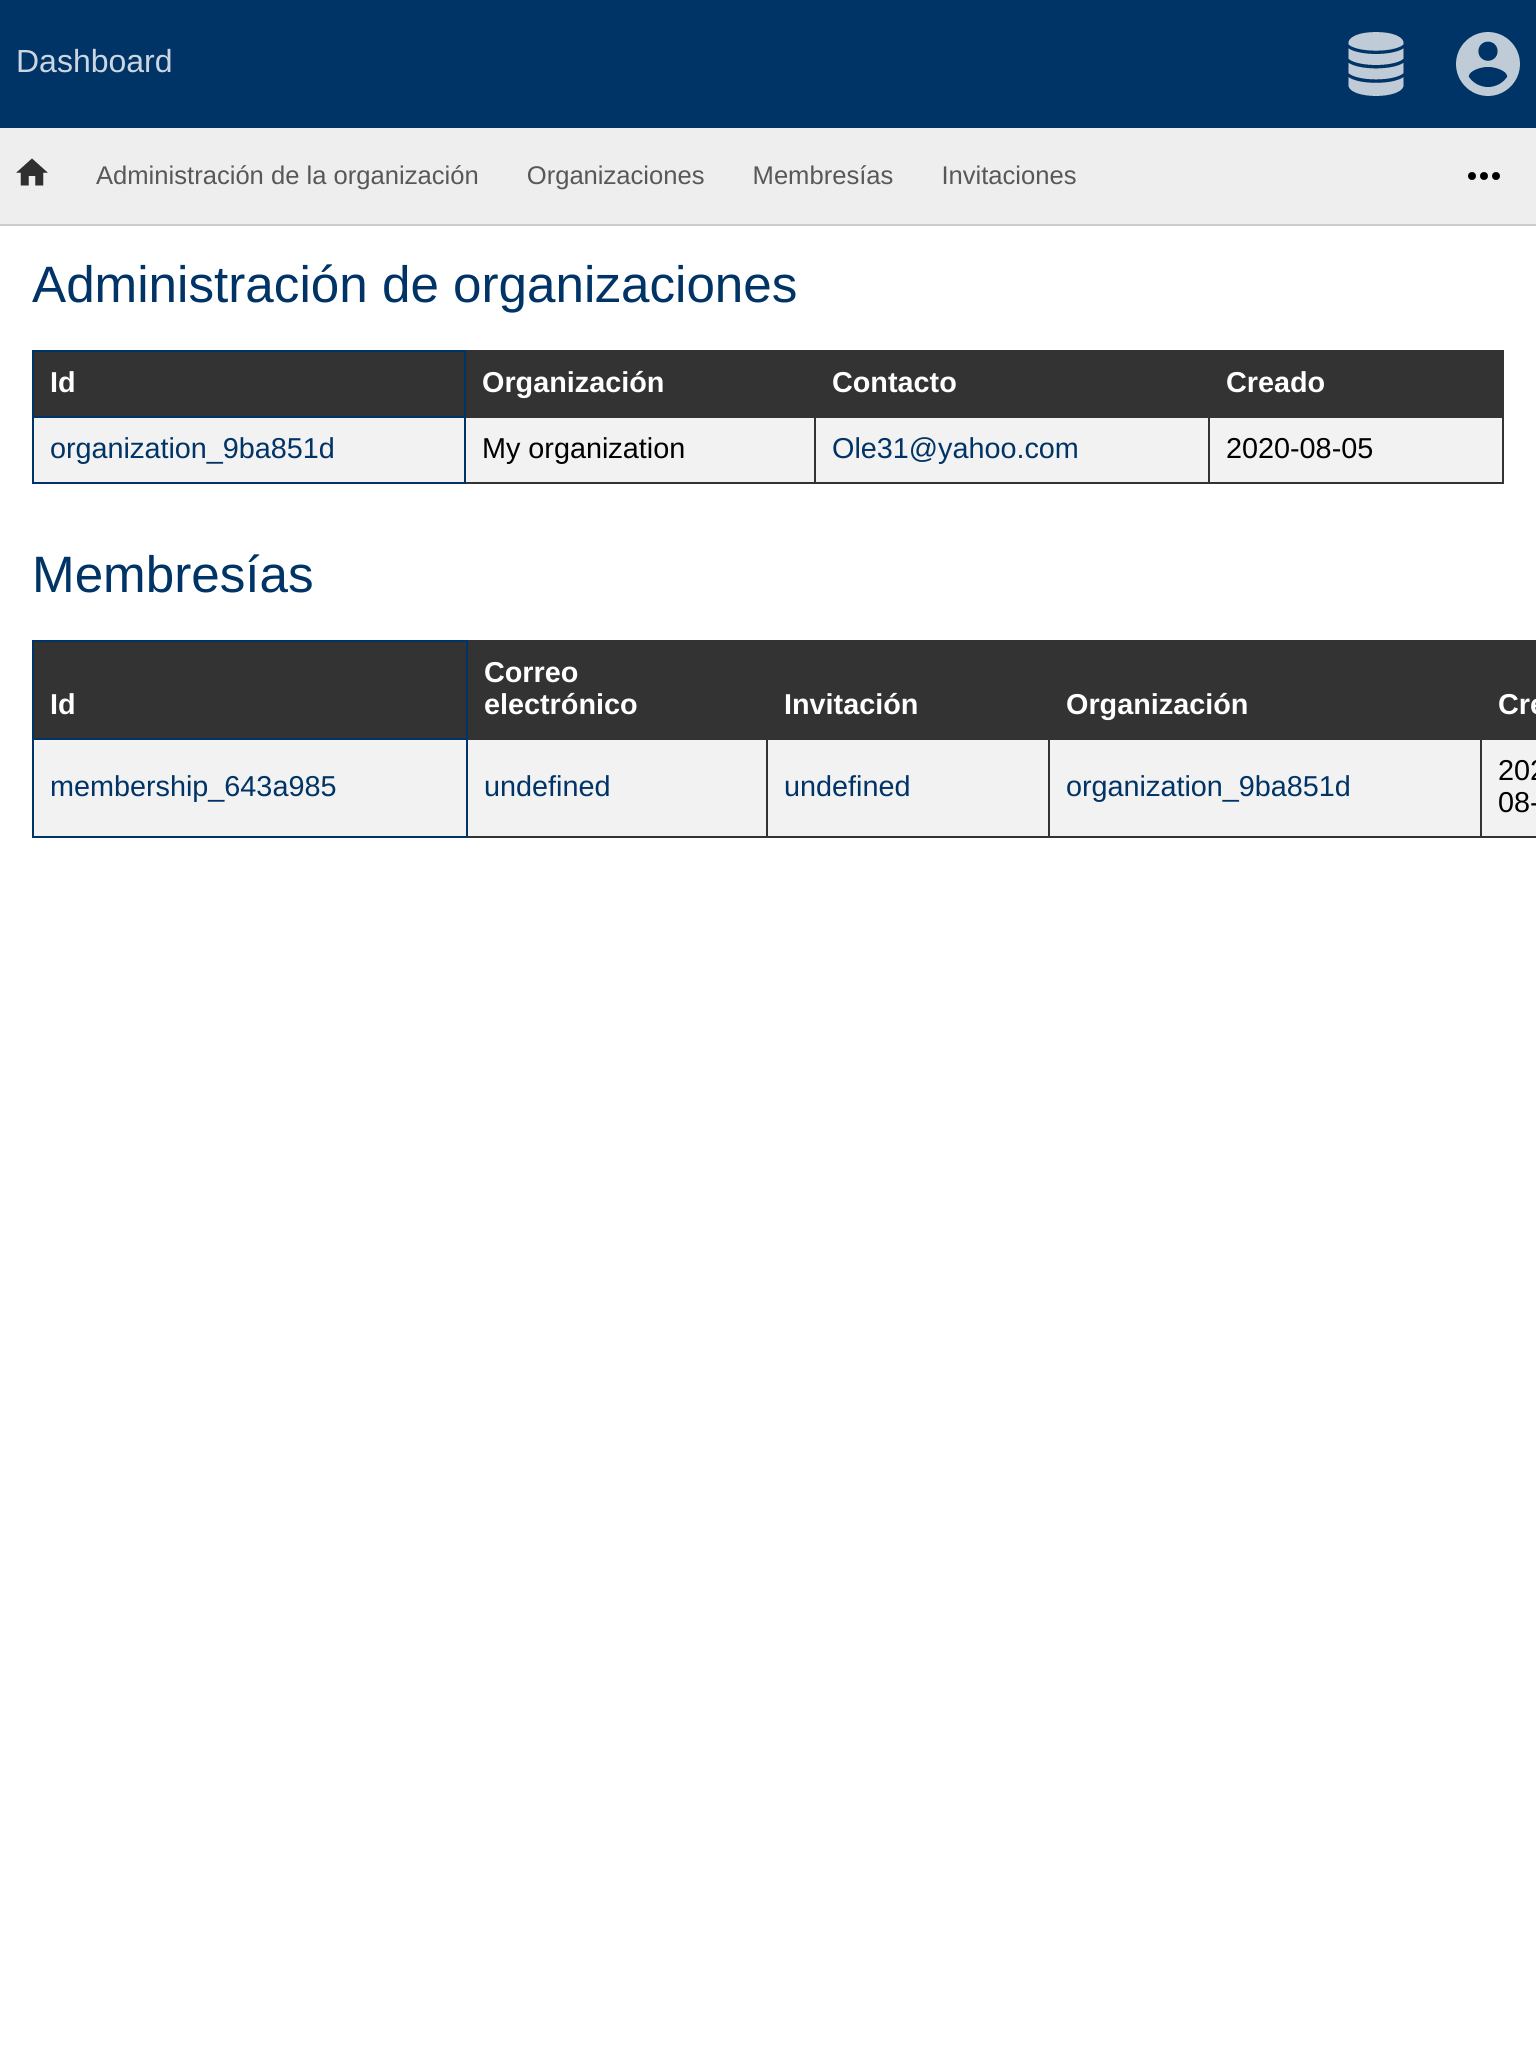 Dashboard
Administración de la organización Organizaciones Membresías Invitaciones
Administración de organizaciones
Id Organización Contacto Creado
organization_9ba851d My organization Ole31@yahoo.com 2020-08-05
Membresías
Correo
Id electrónico Invitación Organización Cre
202
membership_643a985 undefined undefined organization_9ba851d
08-